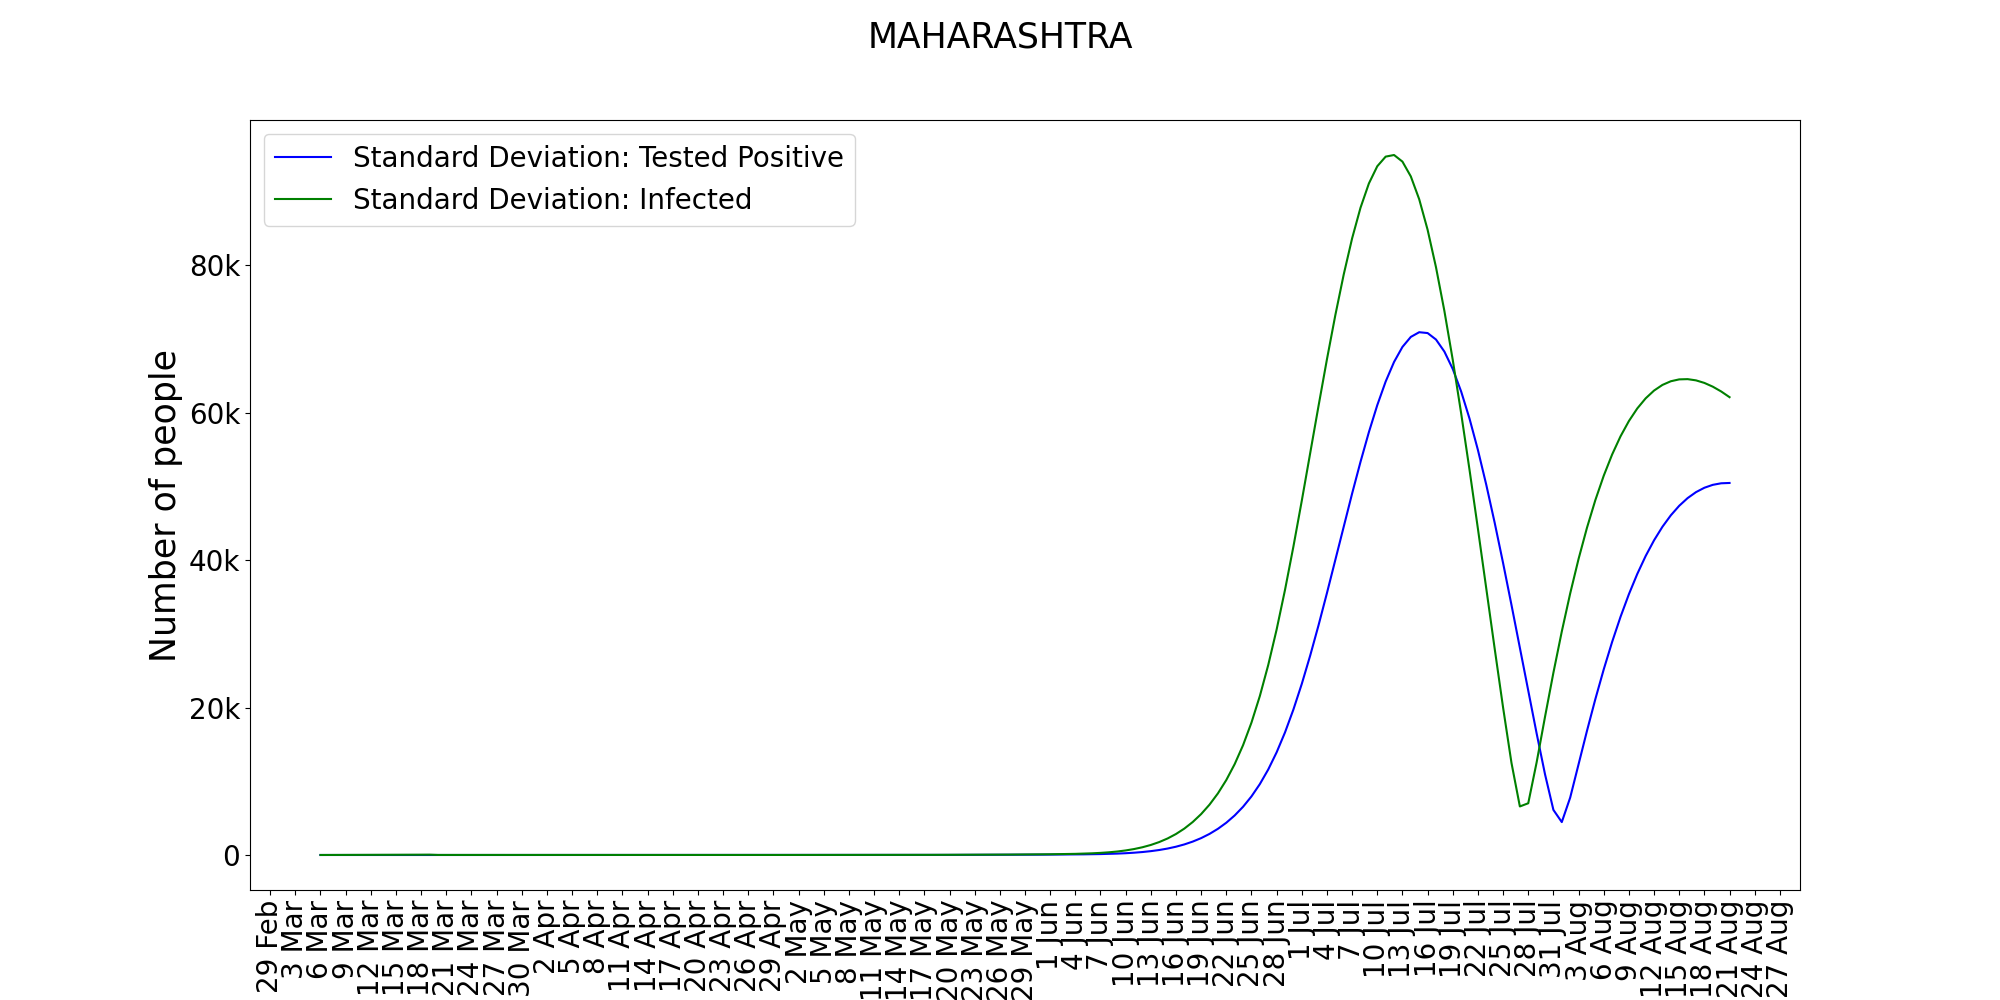 MAHARASHTRA
Standard Deviation: Tested Positive
Standard Deviation: Infected
Number of people
80k
60k
40k
20k
0
29 Feb
3 Mar
6 Mar
9 Mar
12 Mar
15 Mar
18 Mar
21 Mar
24 Mar
27 Mar
30 Mar
2 Apr
5 Apr
8 Apr
11 Apr
14 Apr
17 Apr
20 Apr
23 Apr
26 Apr
29 Apr
2 May
5 May
8 May
11 May
14 May
17 May
20 May
23 May
26 May
29 May
1 Jun
4 Jun
7 Jun
10 Jun
13 Jun
16 Jun
19 Jun
22 Jun
25 Jun
28 Jun
1 Jul
4 Jul
7 Jul
10 Jul
13 Jul
16 Jul
19 Jul
22 Jul
25 Jul
28 Jul
31 Jul
3 Aug
6 Aug
9 Aug
12 Aug
15 Aug
18 Aug
21 Aug
24 Aug
27 Aug